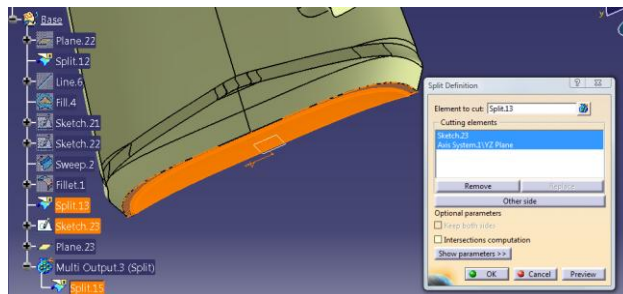 Base
Plane.22
Split.12
Line.6
Fill.4
Sketch.21
Sketch.22
Sweep.2
Fillet.1
Split.13
Sketch.23
Plane.23
Multi Output.3 (Split)
Split.15
y
Split Definition
Element to cut: Split.13
Cutting elements
Sketch.23
Axis System.1\YZ Plane
Remove
Replace
Other side
Optional parameters
Keep both sides
Intersections computation
Show parameters >>
OK
Cancel
Preview